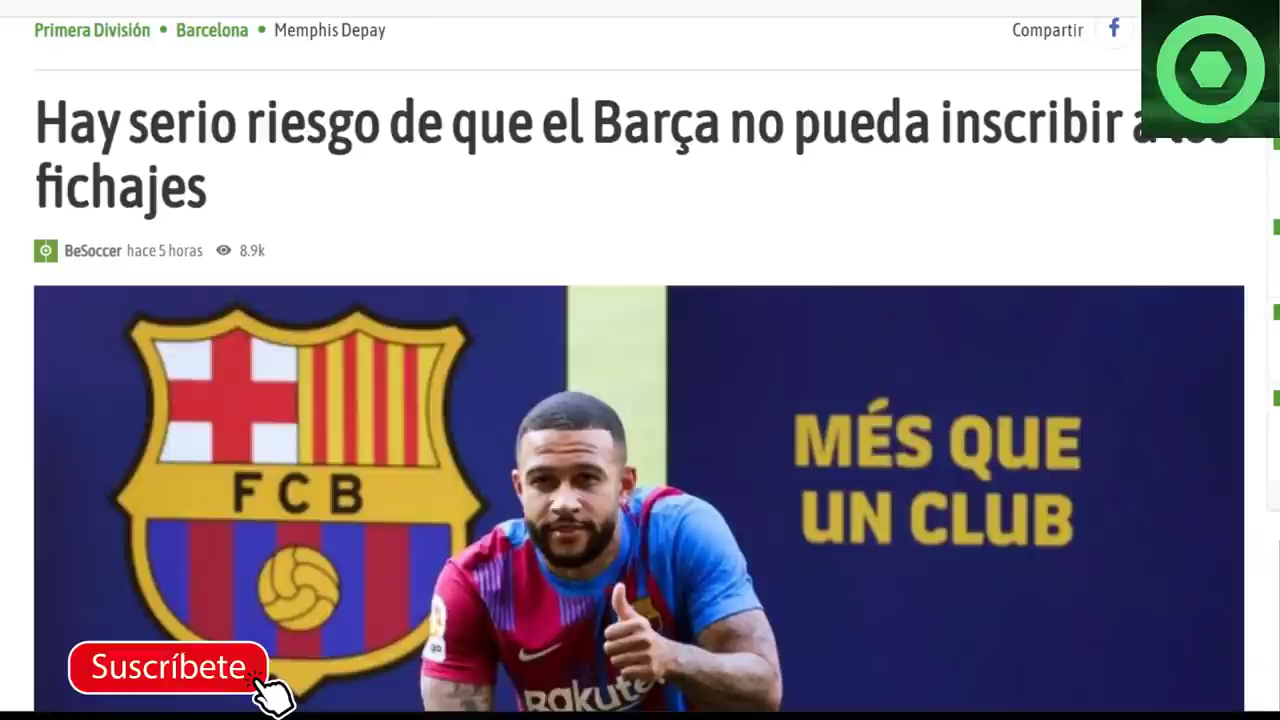 Primera División • Barcelona • Memphis Depay
Compartir f
Hay serio riesgo de que el Barça no pueda inscribir a
fichajes
BeSoccer hace 5 horas 8.9k
FCB
MÉS QUE
UN CLUB
Rakuten
Suscríbete